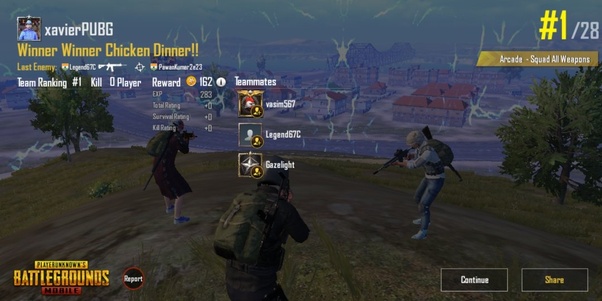 xavierPUBG
#1/28
Winner Winner Chicken Dinner!!
Arcade - Squad All Weapons
Last Enemy: Legend67C PawanKumar2e23
Team Ranking #1 Kill 0 Player Reward 162 Teammates
EXP 283
Total Rating +0
Survival Rating +0
Kill Rating +0
vasim567
Legend67C
Gazelight
PLAYERUNKNOWN'S
BATTLEGROUNDS
MOBILE
Report
Continue
Share